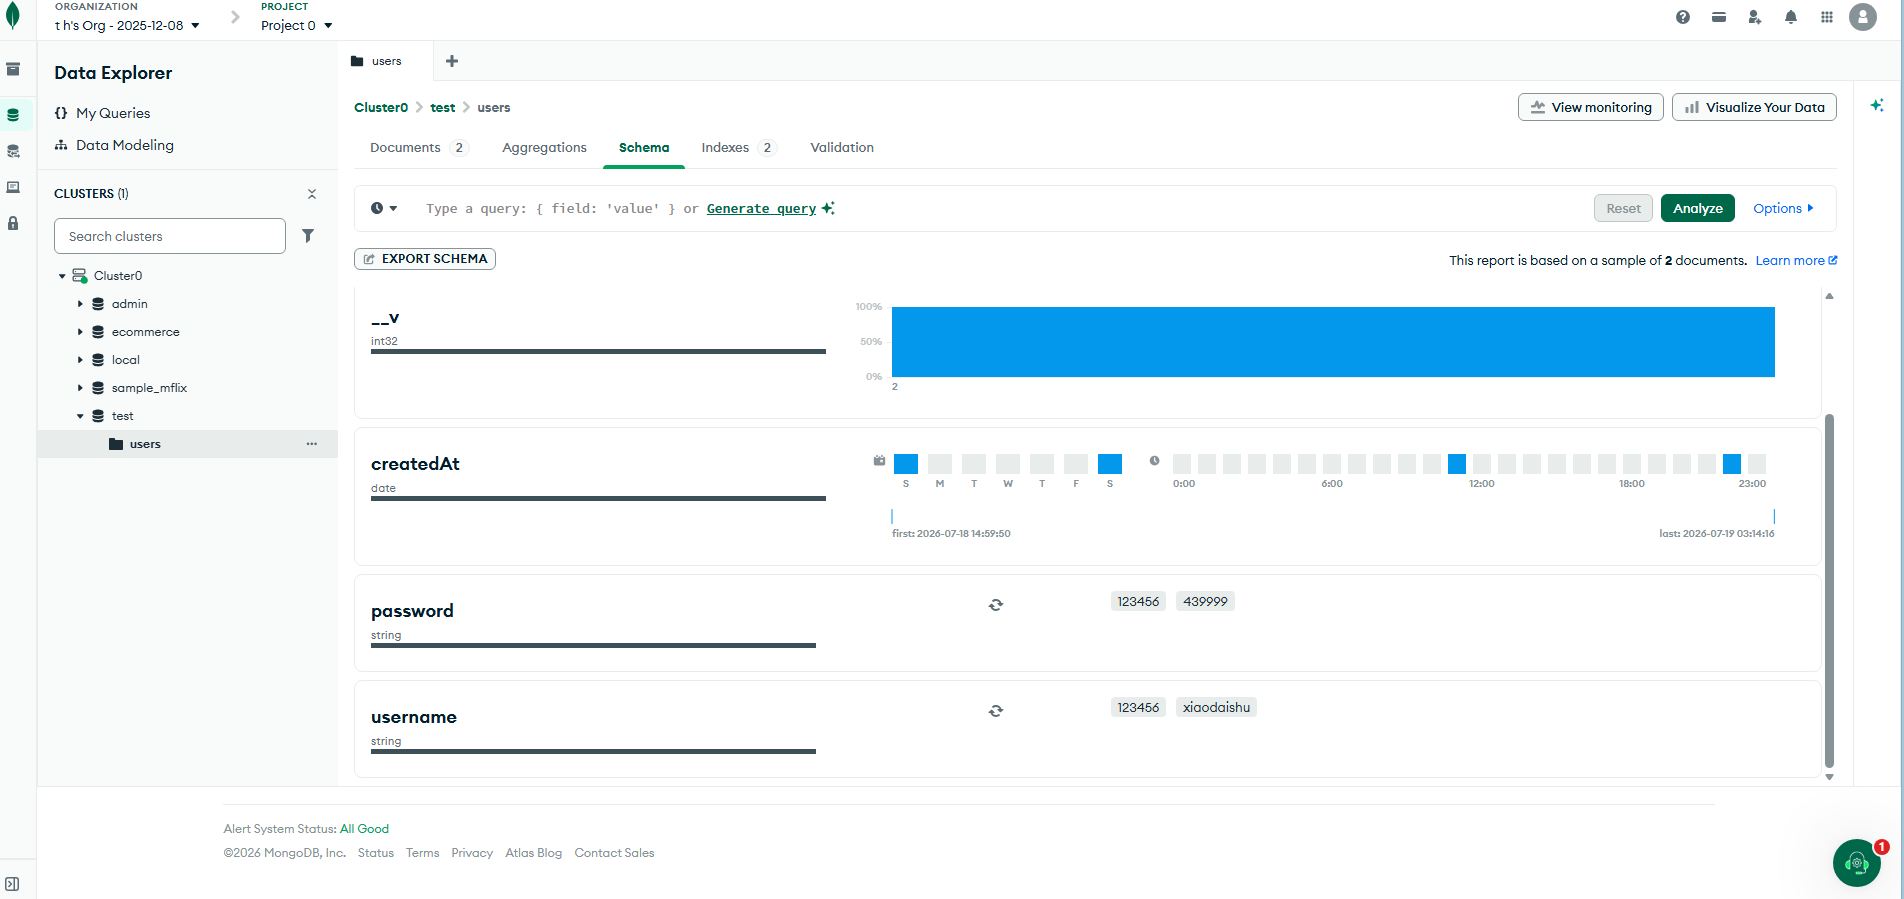 ORGANIZATION
t h's Org - 2025-12-08
PROJECT
Project 0
Data Explorer
My Queries
Data Modeling
CLUSTERS (1)
Search clusters
Cluster0
admin
ecommerce
local
sample_mflix
test
users
users
Cluster0 > test > users
View monitoring
Visualize Your Data
Documents 2 Aggregations Schema Indexes 2 Validation
Type a query: { field: 'value' } or Generate query
Reset Analyze Options
EXPORT SCHEMA
This report is based on a sample of 2 documents. Learn more
__v
int32
100%
50%
0%
2
createdAt
date
S M T W T F S
0:00 6:00 12:00 18:00 23:00
first: 2026-07-18 14:59:50
last: 2026-07-19 03:14:16
password
string
123456 439999
username
string
123456 xiaodaishu
Alert System Status: All Good
©2026 MongoDB, Inc. Status Terms Privacy Atlas Blog Contact Sales
1